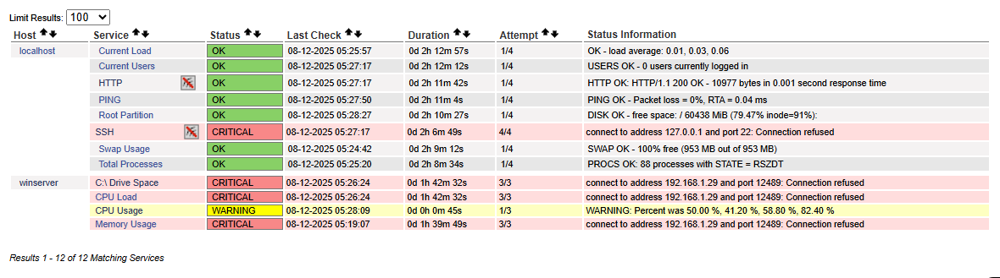 Limit Results: 100
Host Service Status Last Check Duration Attempt Status Information
localhost Current Load OK 08-12-2025 05:25:57 0d 2h 12m 57s 1/4 OK - load average: 0.01, 0.03, 0.06
Current Users OK 08-12-2025 05:27:17 0d 2h 12m 12s 1/4 USERS OK - 0 users currently logged in
HTTP OK 08-12-2025 05:27:17 0d 2h 11m 42s 1/4 HTTP OK: HTTP/1.1 200 OK - 10977 bytes in 0.001 second response time
PING OK 08-12-2025 05:27:50 0d 2h 11m 4s 1/4 PING OK - Packet loss = 0%, RTA = 0.04 ms
Root Partition OK 08-12-2025 05:28:27 0d 2h 10m 27s 1/4 DISK OK - free space: / 60438 MiB (79.47% inode=91%):
SSH CRITICAL 08-12-2025 05:27:17 0d 2h 6m 49s 4/4 connect to address 127.0.0.1 and port 22: Connection refused
Swap Usage OK 08-12-2025 05:24:42 0d 2h 9m 12s 1/4 SWAP OK - 100% free (953 MB out of 953 MB)
Total Processes OK 08-12-2025 05:25:20 0d 2h 8m 34s 1/4 PROCS OK: 88 processes with STATE = RSZDT
winserver C:\ Drive Space CRITICAL 08-12-2025 05:26:24 0d 1h 42m 32s 3/3 connect to address 192.168.1.29 and port 12489: Connection refused
CPU Load CRITICAL 08-12-2025 05:26:24 0d 1h 42m 32s 3/3 connect to address 192.168.1.29 and port 12489: Connection refused
CPU Usage WARNING 08-12-2025 05:28:09 0d 0h 0m 45s 1/3 WARNING: Percent was 50.00 %, 41.20 %, 58.80 %, 82.40 %
Memory Usage CRITICAL 08-12-2025 05:19:07 0d 1h 39m 49s 3/3 connect to address 192.168.1.29 and port 12489: Connection refused
Results 1 - 12 of 12 Matching Services